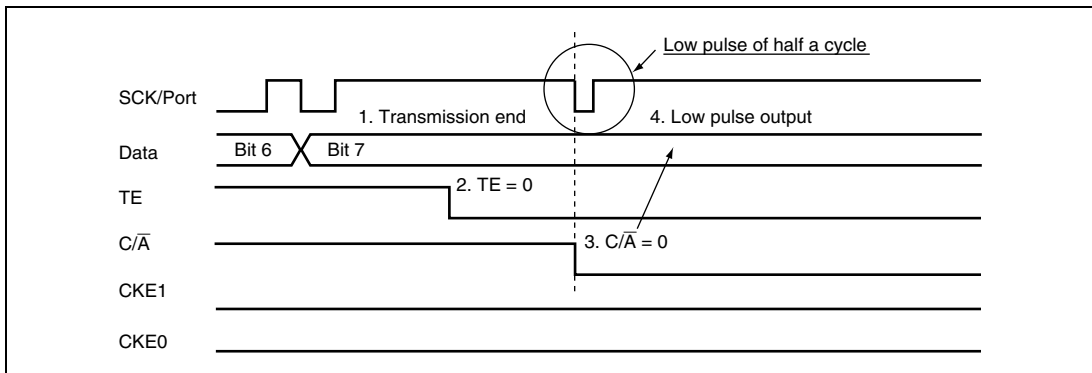 Low pulse of half a cycle
SCK/Port
1. Transmission end
4. Low pulse output
Data
Bit 6
Bit 7
TE
2. TE = 0
C/A̅
3. C/A̅ = 0
CKE1
CKE0